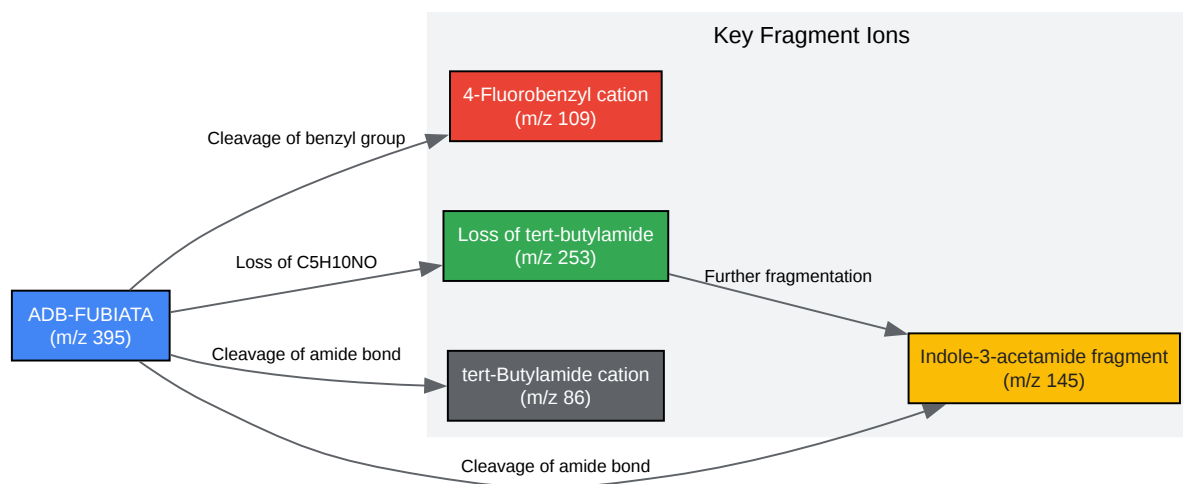 Key Fragment Ions
4-Fluorobenzyl cation
(m/z 109)
Cleavage of benzyl group
Loss of tert-butylamide
(m/z 253)
Loss of C5H10NO
Further fragmentation
ADB-FUBIATA
(m/z 395)
Cleavage of amide bond
tert-Butylamide cation
(m/z 86)
Indole-3-acetamide fragment
(m/z 145)
Cleavage of amide bond